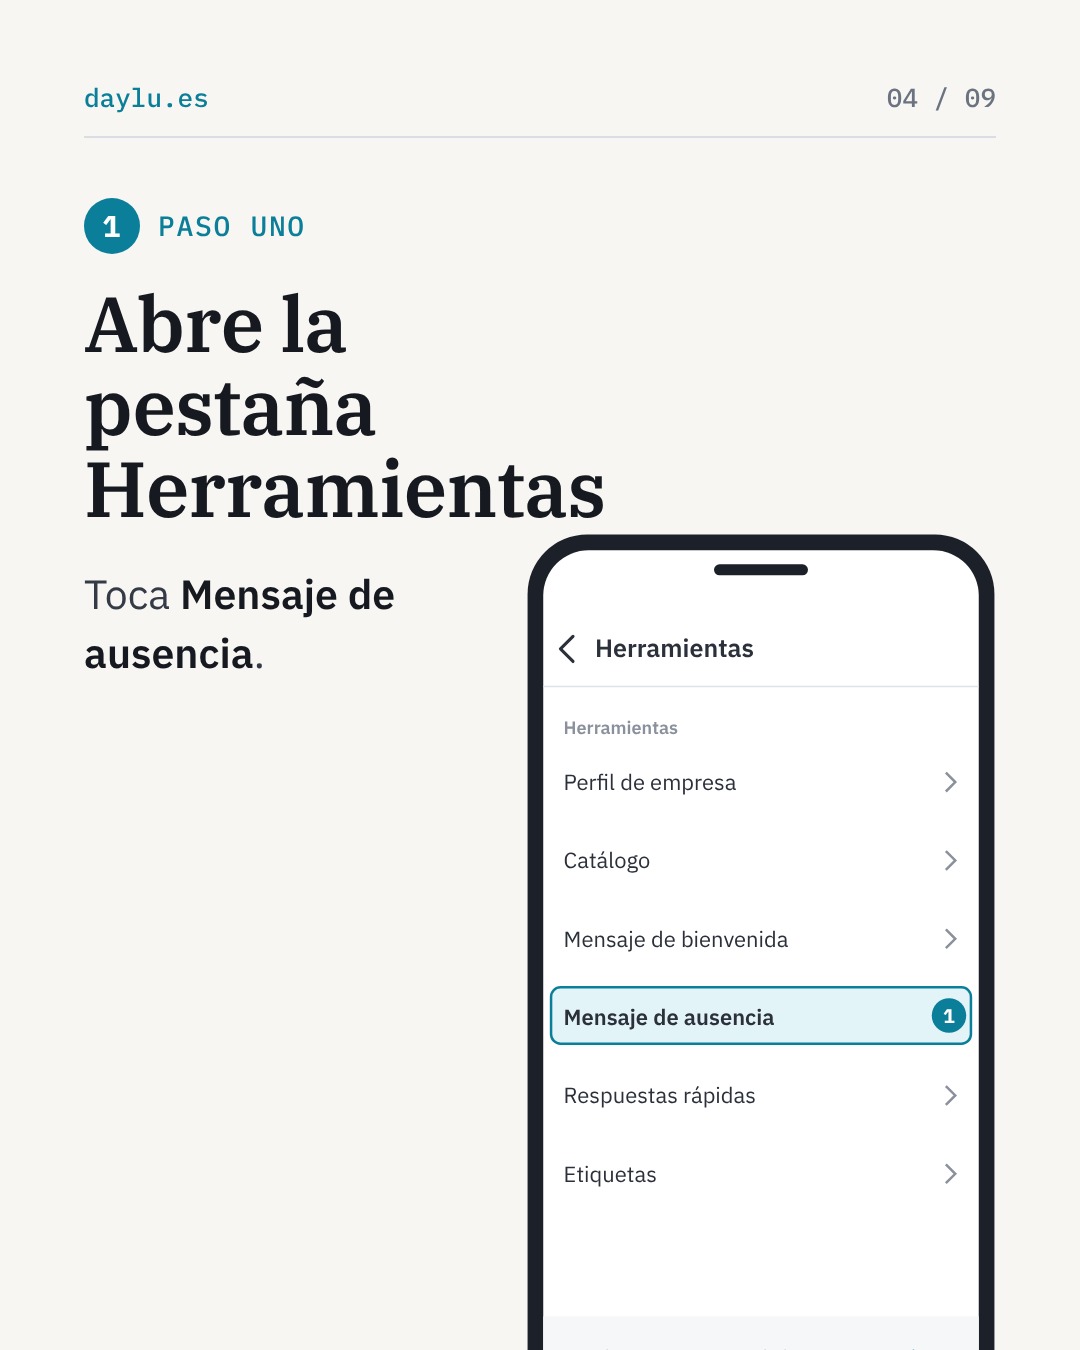 daylu.es
04 / 09
1 PASO UNO
Abre la
pestaña
Herramientas
Toca Mensaje de
ausencia.
Herramientas
Herramientas
Perfil de empresa
Catálogo
Mensaje de bienvenida
Mensaje de ausencia 1
Respuestas rápidas
Etiquetas